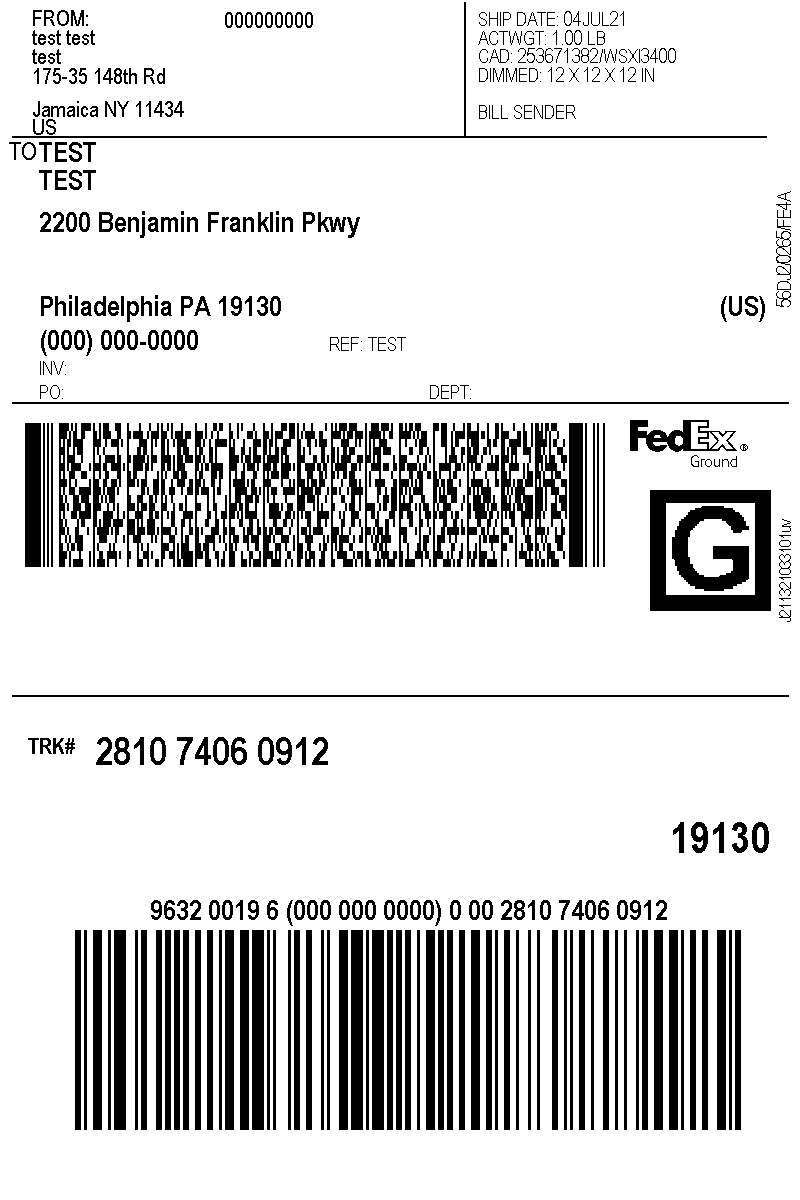 FROM: 000000000
test test
test
175-35 148th Rd
Jamaica NY 11434
US
SHIP DATE: 04JUL21
ACTWGT: 1.00 LB
CAD: 253671382/WSXI3400
DIMMED: 12 X 12 X 12 IN
BILL SENDER
TO TEST
TEST
2200 Benjamin Franklin Pkwy
Philadelphia PA 19130 (US)
(000) 000-0000 REF: TEST
INV:
PO: DEPT:
56DJ2/0265/FE4A
FedEx ®
Ground
G
J211321033101uv
TRK# 2810 7406 0912
19130
9632 0019 6 (000 000 0000) 0 00 2810 7406 0912